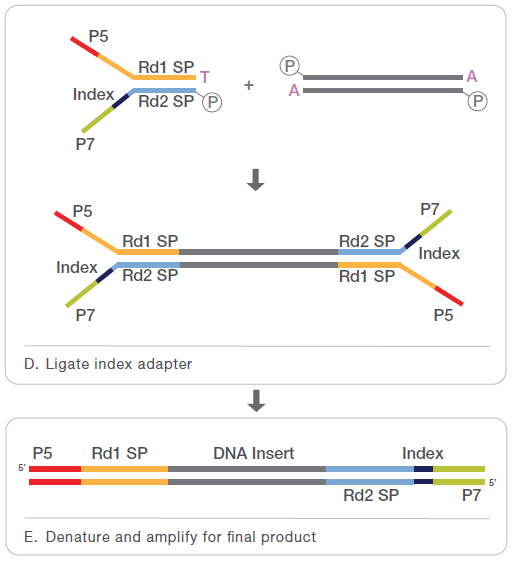 P5
Rd1 SP T
+
P
A
Index
Rd2 SP P
A
P
P7
P5
P7
Rd1 SP
Rd2 SP
Index
Index
Rd2 SP
Rd1 SP
P7
P5
D. Ligate index adapter
P5 Rd1 SP DNA Insert Index
5'
5'
Rd2 SP P7
E. Denature and amplify for final product